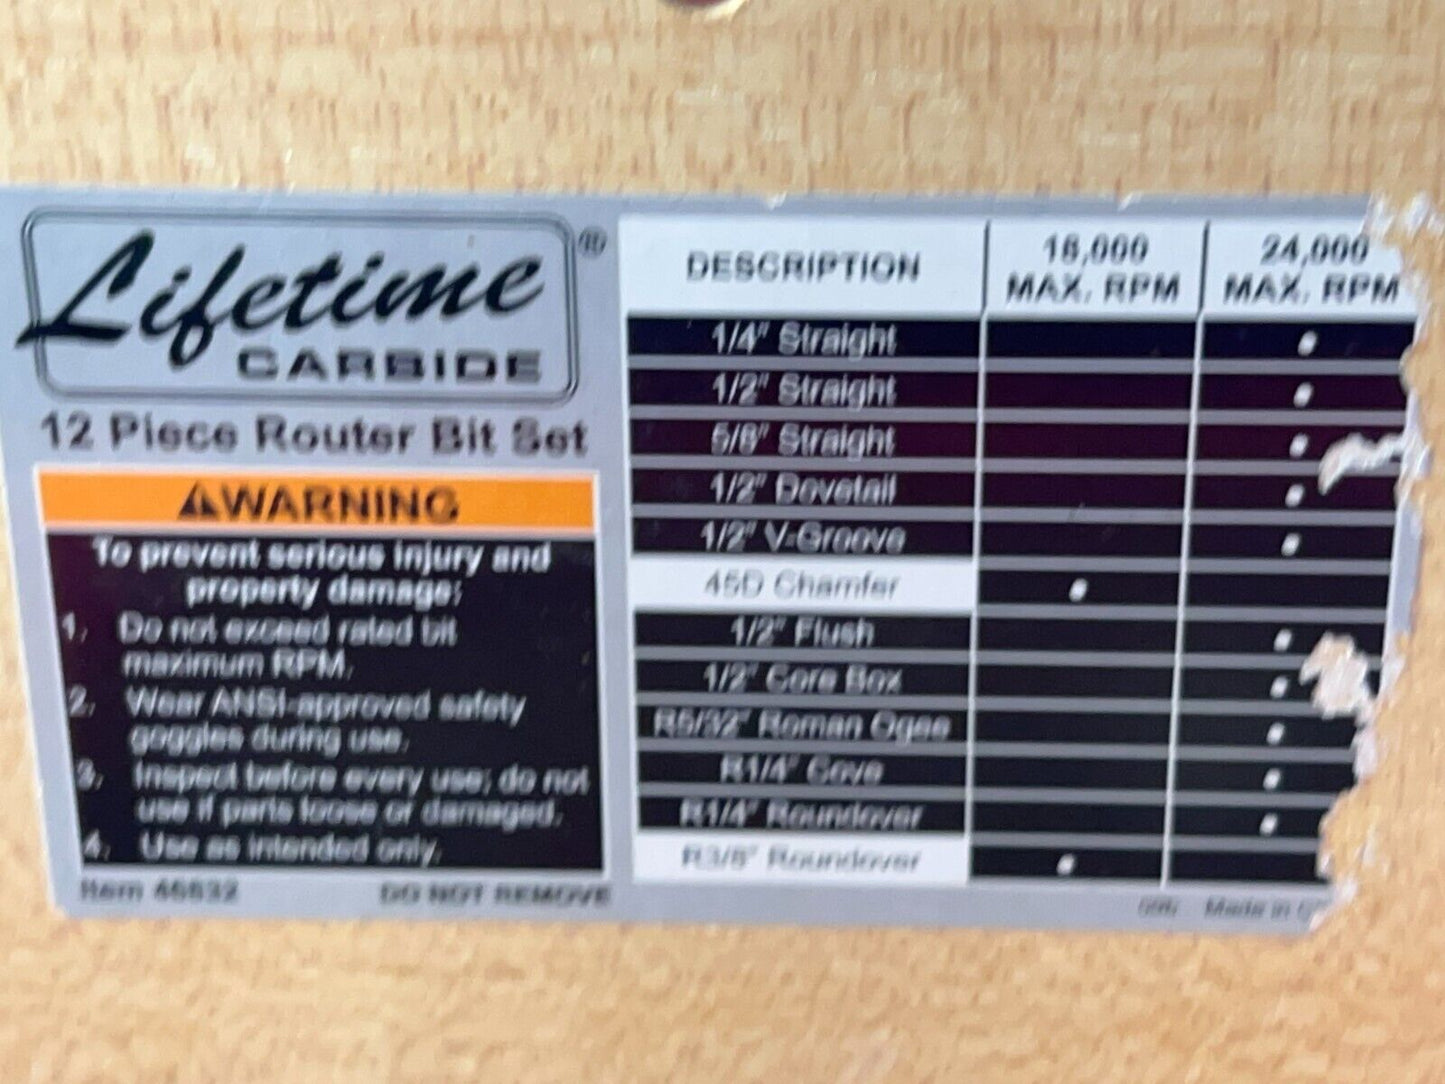 Lifetime®
CARBIDE
12 Piece Router Bit Set
WARNING
To prevent serious injury and
property damage:
1. Do not exceed rated bit
maximum RPM.
2. Wear ANSI-approved safety
goggles during use.
3. Inspect before every use; do not
use if parts loose or damaged.
4. Use as intended only.
Item 46832
DO NOT REMOVE
DESCRIPTION
18,000
MAX. RPM
24,000
MAX. RPM
1/4" Straight
1/2" Straight
5/8" Straight
1/2" Dovetail
1/2" V-Groove
45D Chamfer
1/2" Flush
1/2" Core Box
R5/32" Roman Ogee
R1/4" Cove
R1/4" Roundover
R3/8" Roundover
Made in